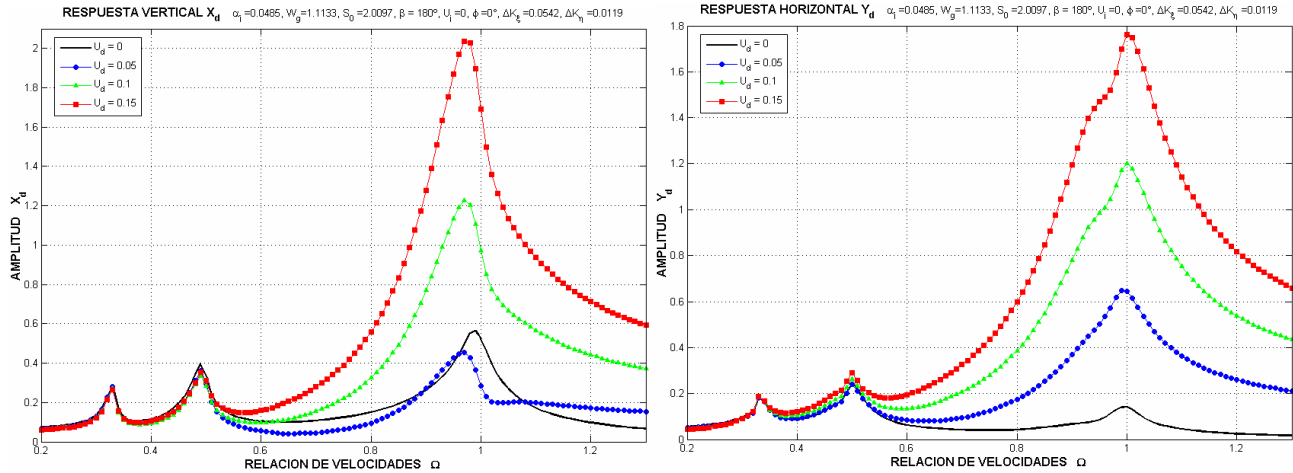 RESPUESTA VERTICAL X_d α_i=0.0485, W_g=1.1133, S_0=2.0097, β = 180°, U_i=0, ϕ=0°, ΔK_ξ=0.0542, ΔK_η=0.0119
U_d = 0
U_d = 0.05
U_d = 0.1
U_d = 0.15
AMPLITUD X_d
2
1.8
1.6
1.4
1.2
1
0.8
0.6
0.4
0.2
0
0.2 0.4 0.6 0.8 1 1.2
RELACION DE VELOCIDADES Ω
RESPUESTA HORIZONTAL Y_d α_i=0.0485, W_g=1.1133, S_0=2.0097, β = 180°, U_i=0, ϕ=0°, ΔK_ξ=0.0542, ΔK_η=0.0119
U_d = 0
U_d = 0.05
U_d = 0.1
U_d = 0.15
AMPLITUD Y_d
1.8
1.6
1.4
1.2
1
0.8
0.6
0.4
0.2
0
0.2 0.4 0.6 0.8 1 1.2
RELACION DE VELOCIDADES Ω